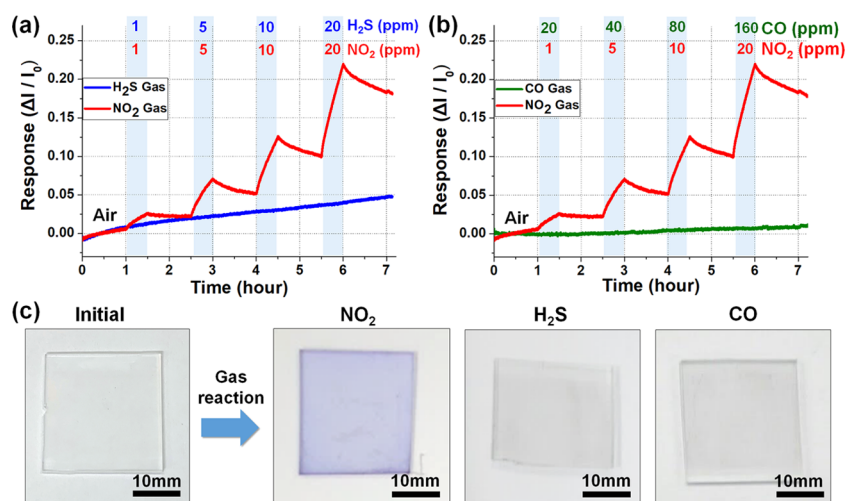 (a)
1 5 10 20 H₂S (ppm)
1 5 10 20 NO₂ (ppm)
0.25
0.20
0.15
0.10
0.05
0.00
Response (ΔI / I₀)
H₂S Gas
NO₂ Gas
Air
0 1 2 3 4 5 6 7
Time (hour)
(b)
20 40 80 160 CO (ppm)
1 5 10 20 NO₂ (ppm)
0.25
0.20
0.15
0.10
0.05
0.00
Response (ΔI / I₀)
CO Gas
NO₂ Gas
Air
0 1 2 3 4 5 6 7
Time (hour)
(c)
Initial
NO₂
H₂S
CO
Gas
reaction
10mm
10mm
10mm
10mm